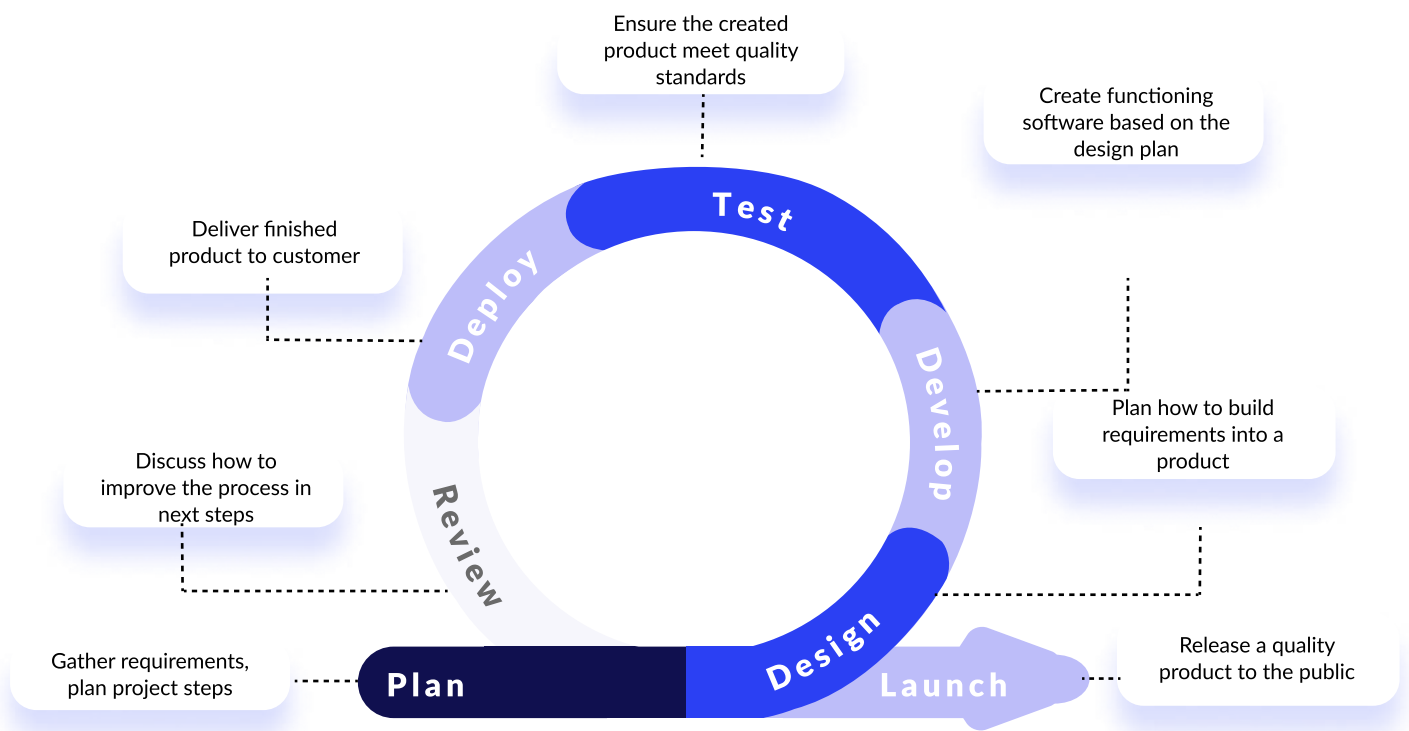 Ensure the created
product meet quality
standards
Create functioning
software based on the
design plan
Test
Deliver finished
product to customer
Deploy
Develop
Plan how to build
requirements into a
product
Discuss how to
improve the process in
next steps
Review
Design
Gather requirements,
plan project steps
Plan
Launch
Release a quality
product to the public